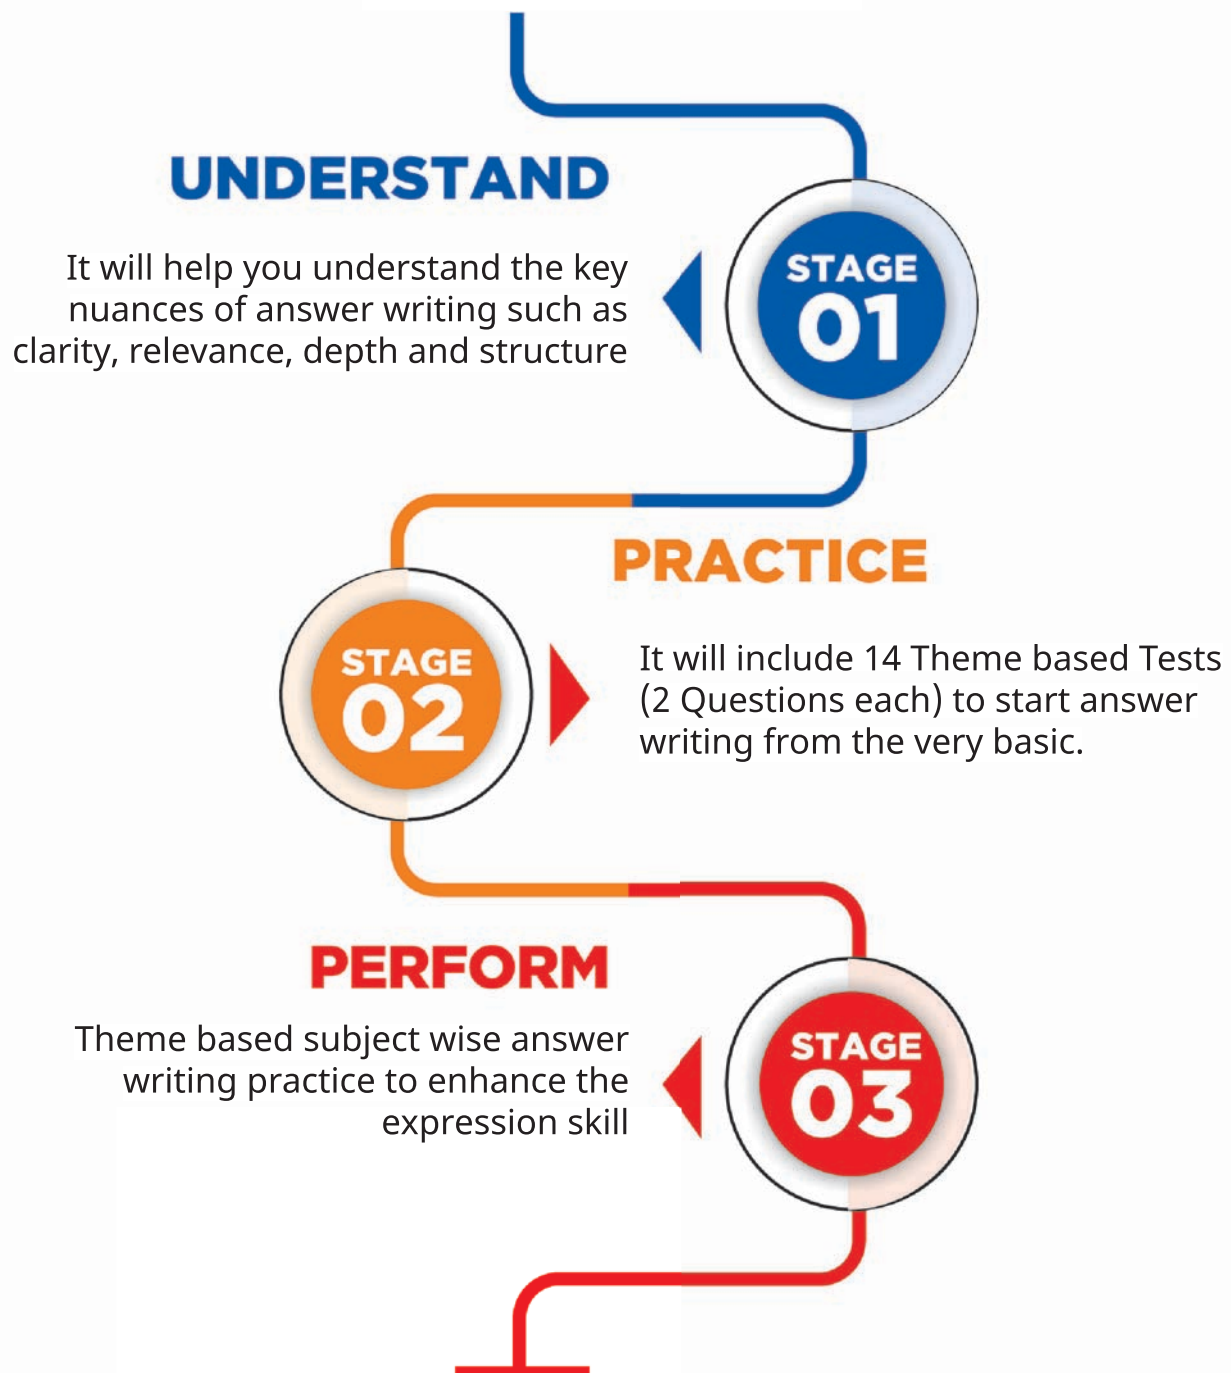 UNDERSTAND
It will help you understand the key
nuances of answer writing such as
clarity, relevance, depth and structure
STAGE
01
PRACTICE
STAGE
02
It will include 14 Theme based Tests
(2 Questions each) to start answer
writing from the very basic.
PERFORM
Theme based subject wise answer
writing practice to enhance the
expression skill
STAGE
03